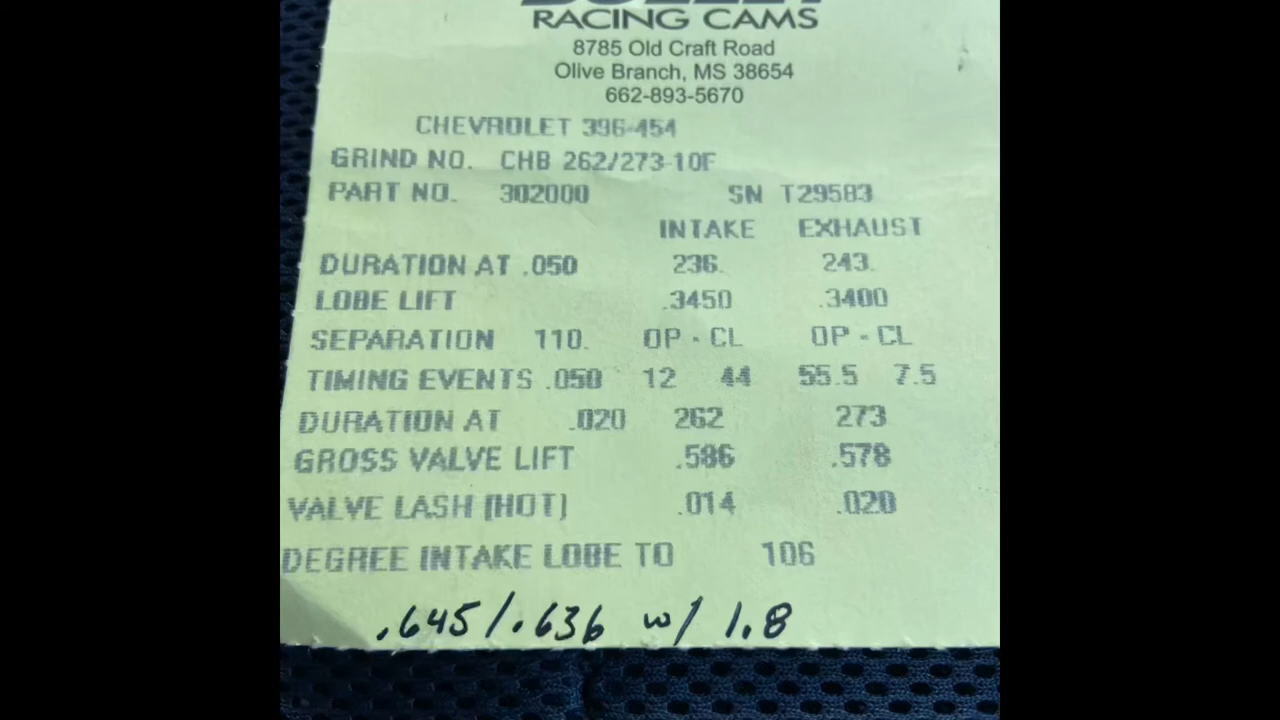 RACING CAMS
8785 Old Craft Road
Olive Branch, MS 38654
662-893-5670
CHEVROLET 396-454
GRIND NO. CHB 262/273-10F
PART NO. 302000 SN T29583
INTAKE EXHAUST
DURATION AT .050 236. 243.
LOBE LIFT .3450 .3400
SEPARATION 110. OP - CL OP - CL
TIMING EVENTS .050 12 44 55.5 7.5
DURATION AT .020 262 273
GROSS VALVE LIFT .586 .578
VALVE LASH (HOT) .014 .020
DEGREE INTAKE LOBE TO 106
.645/.636 w/ 1.8